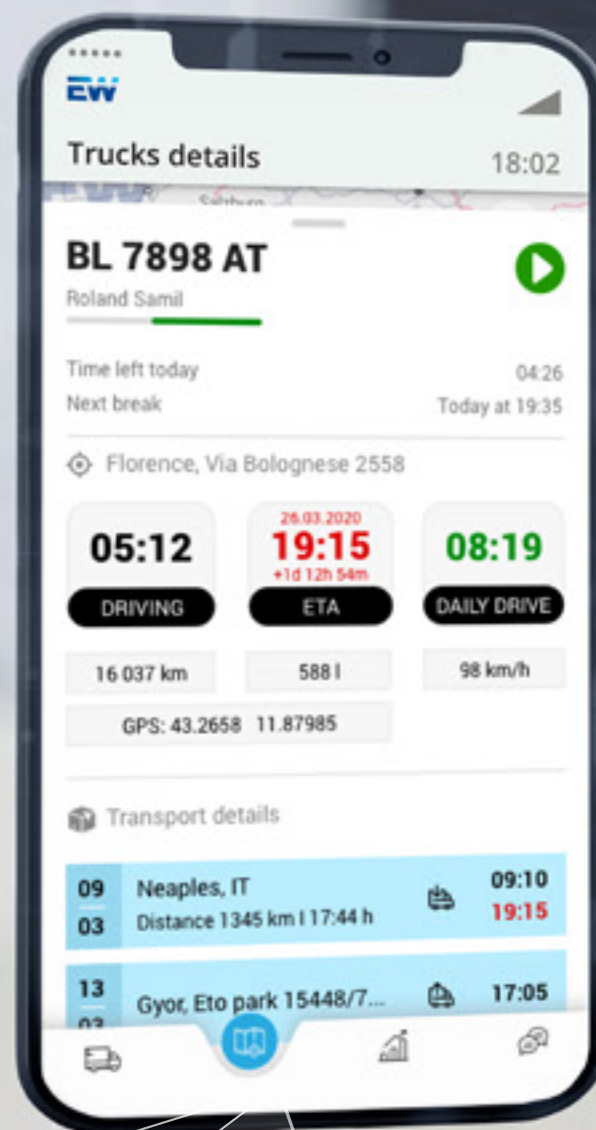 EW
Trucks details 18:02
Salzburg
BL 7898 AT
Roland Samil
Time left today 04:26
Next break Today at 19:35
Florence, Via Bolognese 2558
26.03.2020
05:12 19:15 08:19
+1d 12h 54m
DRIVING ETA DAILY DRIVE
16 037 km 588 l 98 km/h
GPS: 43.2658 11.87985
Transport details
09 Neaples, IT 09:10
03 Distance 1345 km I 17:44 h 19:15
13 Gyor, Eto park 15448/7... 17:05
03